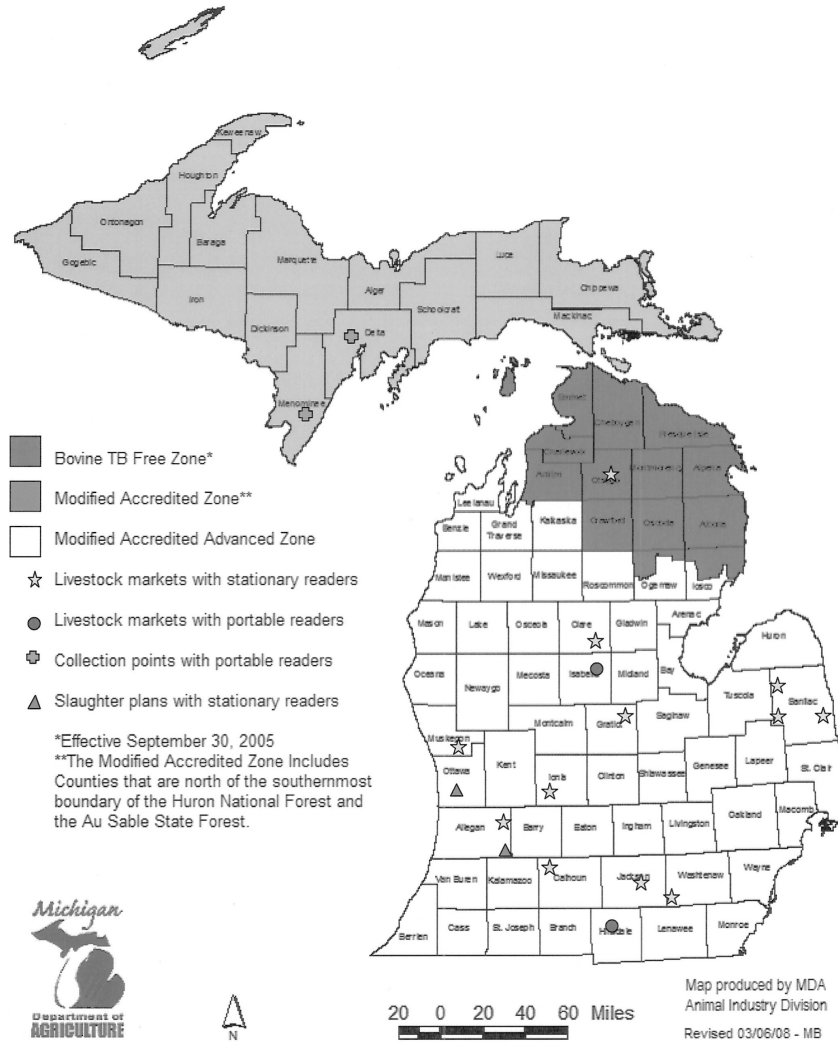 Keweenaw
Houghton
Ontonagon
Baraga
Gogebic
Marquette
Luce
Alger
Chippewa
Iron
Schoolcraft
Mackinac
Dickinson
Delta
Menominee
Emmet
Cheboygan
Presque Isle
Charlevoix
Antrim
Otsego
Montmorency
Alpena
Leelanau
Benzie
Grand
Traverse
Kakaska
Crawford
Oscoda
Alcona
Manistee
Wexford
Missaukee
Roscommon
Ogemaw
Iosco
Mason
Lake
Osceola
Clare
Gladwin
Arenac
Huron
Oceana
Newaygo
Mecosta
Isabella
Midland
Bay
Tuscola
Sanilac
Montcalm
Gratiot
Saginaw
Muskegon
Ottawa
Kent
Ionia
Clinton
Shiawassee
Genesee
Lapeer
St. Clair
Allegan
Barry
Eaton
Ingham
Livingston
Oakland
Macomb
Van Buren
Kalamazoo
Calhoun
Jackson
Washtenaw
Wayne
Berrien
Cass
St. Joseph
Branch
Hillsdale
Lenawee
Monroe
Bovine TB Free Zone*
Modified Accredited Zone**
Modified Accredited Advanced Zone
Livestock markets with stationary readers
Livestock markets with portable readers
Collection points with portable readers
Slaughter plans with stationary readers
*Effective September 30, 2005
**The Modified Accredited Zone Includes
Counties that are north of the southernmost
boundary of the Huron National Forest and
the Au Sable State Forest.
Michigan
Department of
AGRICULTURE
N
20 0 20 40 60 Miles
Map produced by MDA
Animal Industry Division
Revised 03/06/08 - MB